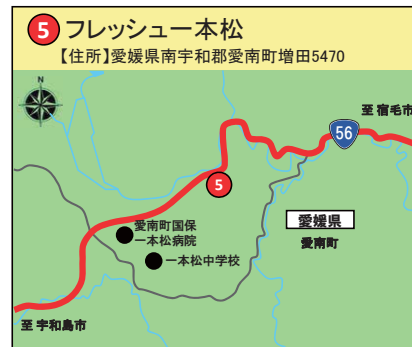 5 フレッシュ一本松
【住所】愛媛県南宇和郡愛南町増田5470
N
至 宿毛市
56
5
愛南町国保
一本松病院
愛媛県
愛南町
一本松中学校
至 宇和島市